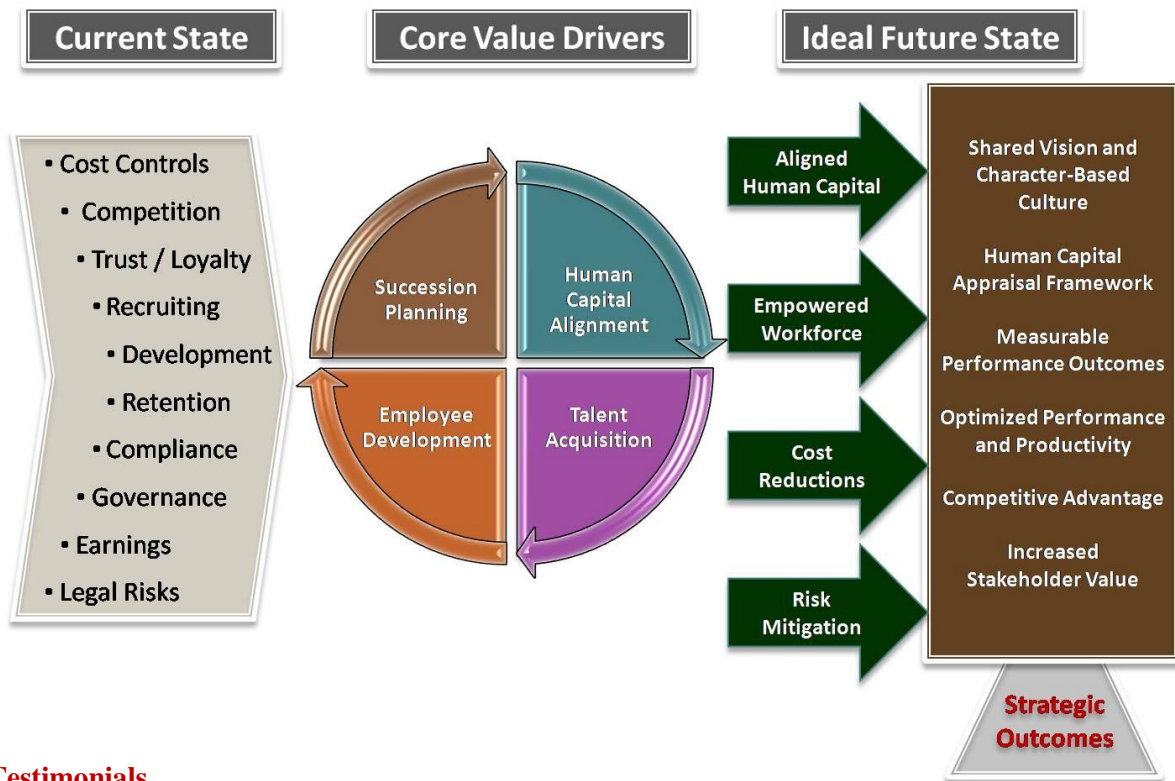 Current State
Core Value Drivers
Ideal Future State
• Cost Controls
• Competition
• Trust / Loyalty
• Recruiting
• Development
• Retention
• Compliance
• Governance
• Earnings
• Legal Risks
Succession
Planning
Human
Capital
Alignment
Employee
Development
Talent
Acquisition
Aligned
Human Capital
Empowered
Workforce
Cost
Reductions
Risk
Mitigation
Shared Vision and
Character-Based
Culture
Human Capital
Appraisal Framework
Measurable
Performance Outcomes
Optimized Performance
and Productivity
Competitive Advantage
Increased
Stakeholder Value
Strategic
Outcomes
Testimonials